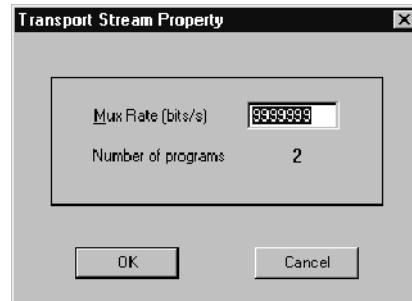 Transport Stream Property
Mux Rate (bits/s) 9999999
Number of programs 2
OK Cancel